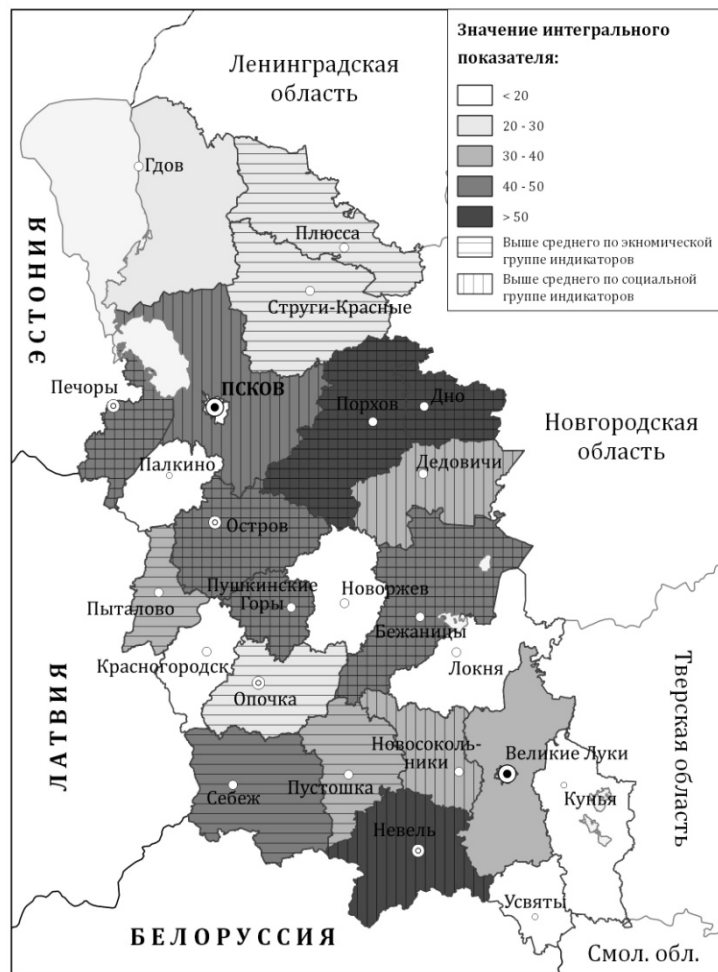 Значение интегрального
показателя:
< 20
20 - 30
30 - 40
40 - 50
> 50
Выше среднего по экномической
группе индикаторов
Выше среднего по социальной
группе индикаторов
Ленинградская
область
Гдов
Плюсса
Струги-Красные
ЭСТОНИЯ
Печоры
ПСКОВ
Порхов
Дно
Новгородская
область
Палкино
Дедовичи
Остров
Пушкинские
Горы
Новоржев
Пыталово
Бежаницы
Красногородск
Локня
ЛАТВИЯ
Опочка
Тверская область
Новосоколь-
ники
Великие Луки
Себеж
Пустошка
Кунья
Невель
Усвяты
БЕЛОРУССИЯ
Смол. обл.